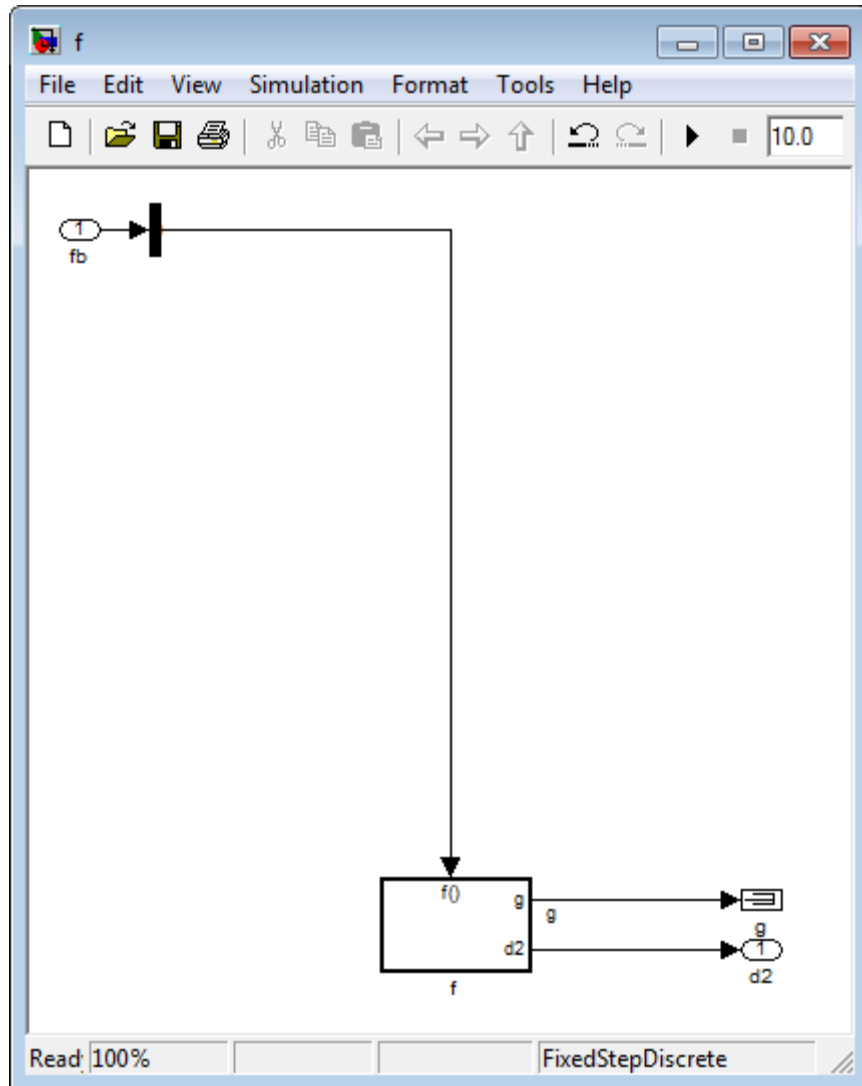 f
File Edit View Simulation Format Tools Help
10.0
1
fb
f()
g
g
d2
f
g
1
d2
Read 100% FixedStepDiscrete